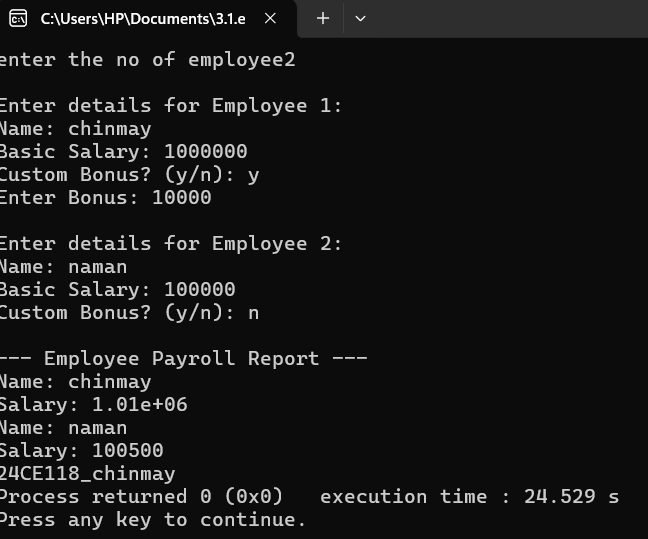 C:\Users\HP\Documents\3.1.e
enter the no of employee2
Enter details for Employee 1:
Name: chinmay
Basic Salary: 1000000
Custom Bonus? (y/n): y
Enter Bonus: 10000
Enter details for Employee 2:
Name: naman
Basic Salary: 100000
Custom Bonus? (y/n): n
--- Employee Payroll Report ---
Name: chinmay
Salary: 1.01e+06
Name: naman
Salary: 100500
24CE118_chinmay
Process returned 0 (0x0)   execution time : 24.529 s
Press any key to continue.